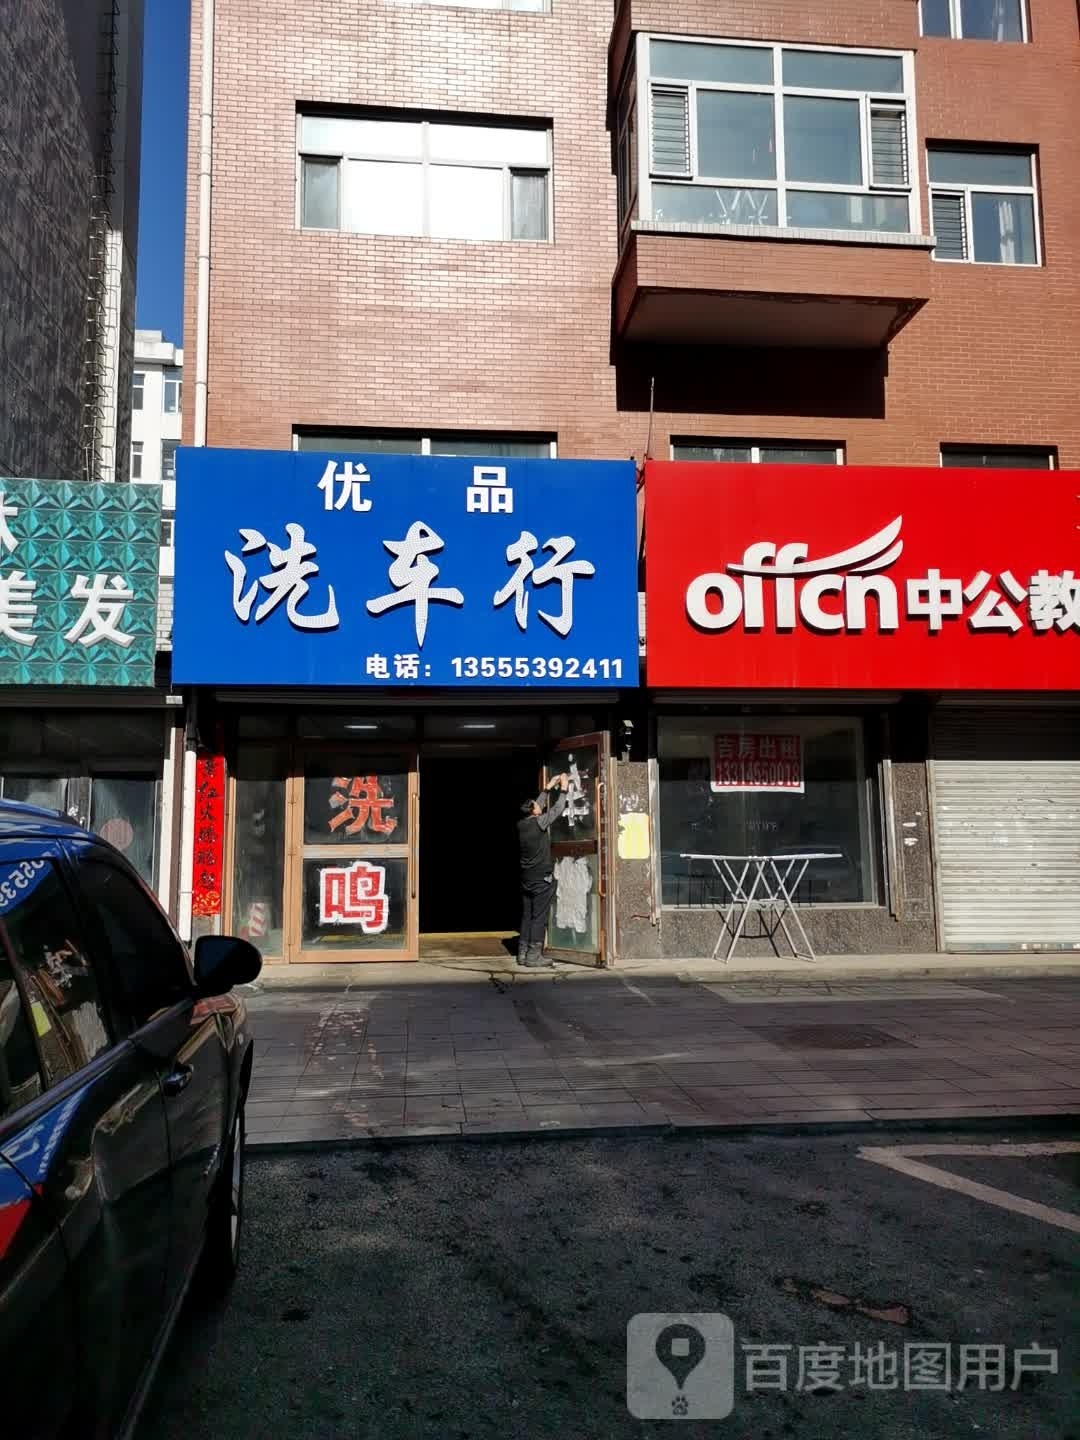 美发
优品
洗车行
电话：13555392411
offcn中公教
吉房出租
洗
鸣
百度地图用户